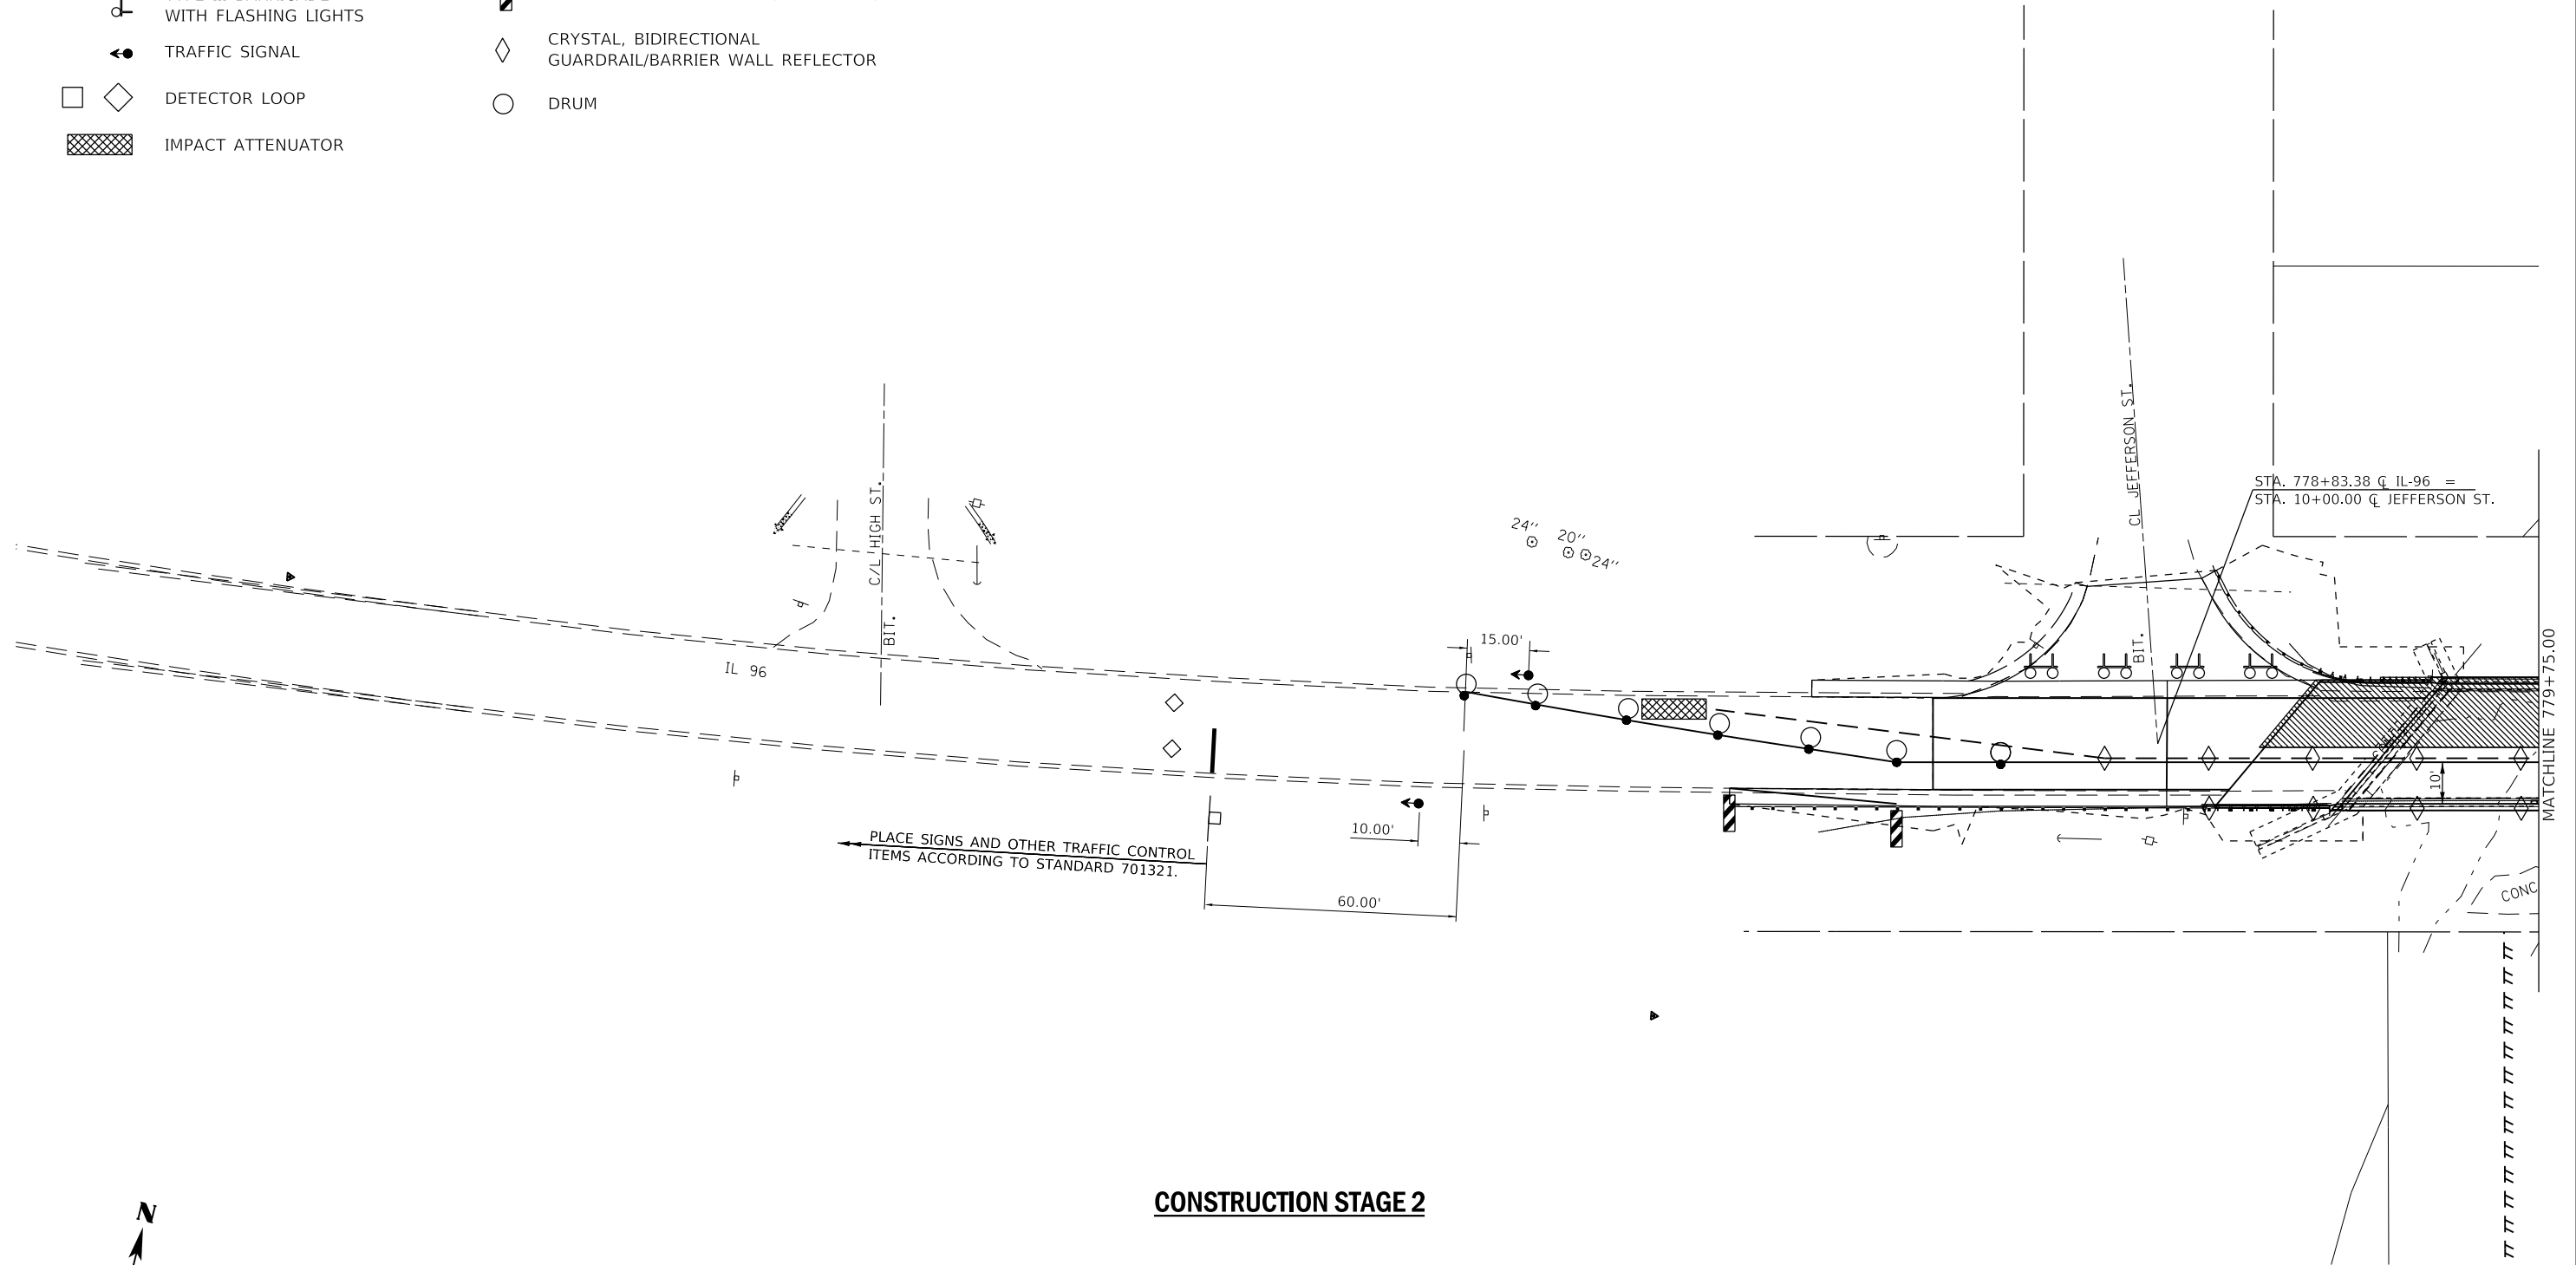 WITH FLASHING LIGHTS
TRAFFIC SIGNAL
DETECTOR LOOP
IMPACT ATTENUATOR
CRYSTAL, BIDIRECTIONAL
GUARDRAIL/BARRIER WALL REFLECTOR
DRUM
C/L HIGH ST.
BIT.
IL 96
24''
20''
24''
15.00'
CL JEFFERSON ST.
BIT.
STA. 778+83.38 ℄ IL-96 =
STA. 10+00.00 ℄ JEFFERSON ST.
MATCHLINE 779+75.00
10'
10.00'
PLACE SIGNS AND OTHER TRAFFIC CONTROL
ITEMS ACCORDING TO STANDARD 701321.
60.00'
CONC
CONSTRUCTION STAGE 2
N